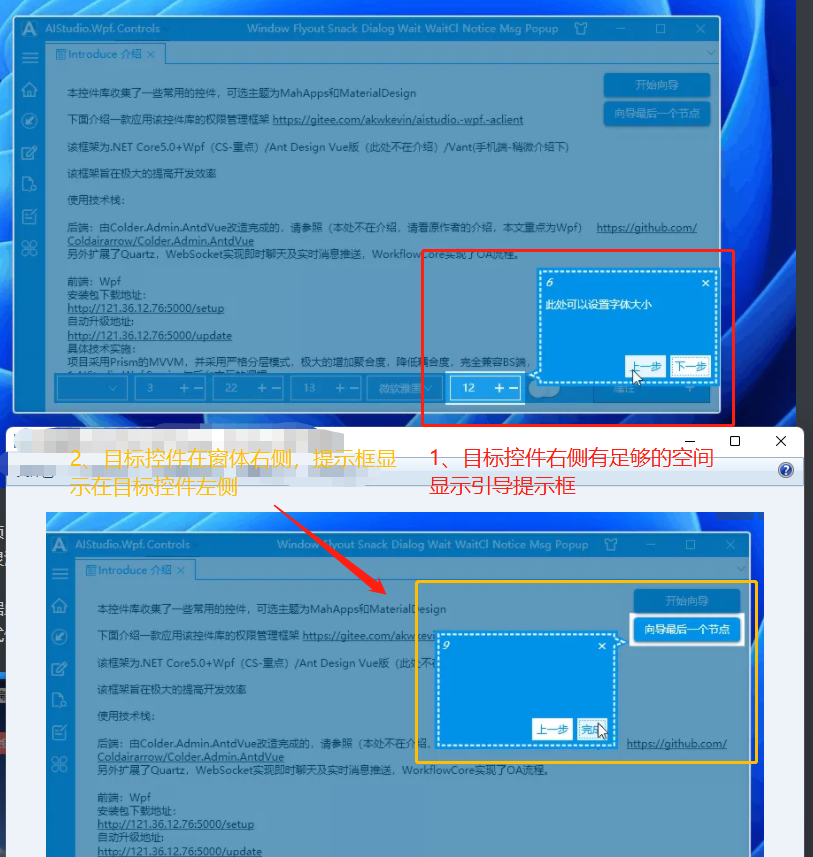 AIStudio.Wpf.Controls
Window Flyout Snack Dialog Wait WaitCl Notice Msg Popup
Introduce 介绍 ×
开始向导
本控件库收集了一些常用的控件，可选主题为MahApps和MaterialDesign
向导最后一个节点
下面介绍一款应用该控件库的权限管理框架 https://gitee.com/akwkevin/aistudio.-wpf.-aclient
该框架为.NET Core5.0+Wpf（CS-重点）/Ant Design Vue版（此处不在介绍）/Vant(手机端-稍微介绍下)
该框架旨在极大的提高开发效率
使用技术栈：
后端：由Colder.Admin.AntdVue改造完成的，请参照（本处不在介绍，请看原作者的介绍，本文重点为Wpf） https://github.com/
Coldairarrow/Colder.Admin.AntdVue
另外扩展了Quartz，WebSocket实现即时聊天及实时消息推送，WorkflowCore实现了OA流程。
前端：Wpf
安装包下载地址：
http://121.36.12.76:5000/setup
自动升级地址:
http://121.36.12.76:5000/update
具体技术实施：
项目采用Prism的MVVM，并采用严格分层模式，极大的增加聚合度，降低耦合度，完全兼容BS端，
6
×
此处可以设置字体大小
上一步
下一步
3 + −
22 + −
13 + −
微软雅黑
12 + −
2、目标控件在窗体右侧，提示框显
示在目标控件左侧
1、目标控件右侧有足够的空间
显示引导提示框
AIStudio.Wpf.Controls
Window Flyout Snack Dialog Wait WaitCl Notice Msg Popup
Introduce 介绍 ×
开始向导
本控件库收集了一些常用的控件，可选主题为MahApps和MaterialDesign
向导最后一个节点
下面介绍一款应用该控件库的权限管理框架 https://gitee.com/akwkevi
该框架为.NET Core5.0+Wpf（CS-重点）/Ant Design Vue版（此处不在
该框架旨在极大的提高开发效率
使用技术栈：
9
×
上一步
完成
后端：由Colder.Admin.AntdVue改造完成的，请参照（本处不在介绍，
https://github.com/
Coldairarrow/Colder.Admin.AntdVue
另外扩展了Quartz，WebSocket实现即时聊天及实时消息推送，WorkflowCore实现了OA流程。
前端：Wpf
安装包下载地址：
http://121.36.12.76:5000/setup
自动升级地址:
http://121.36.12.76:5000/update